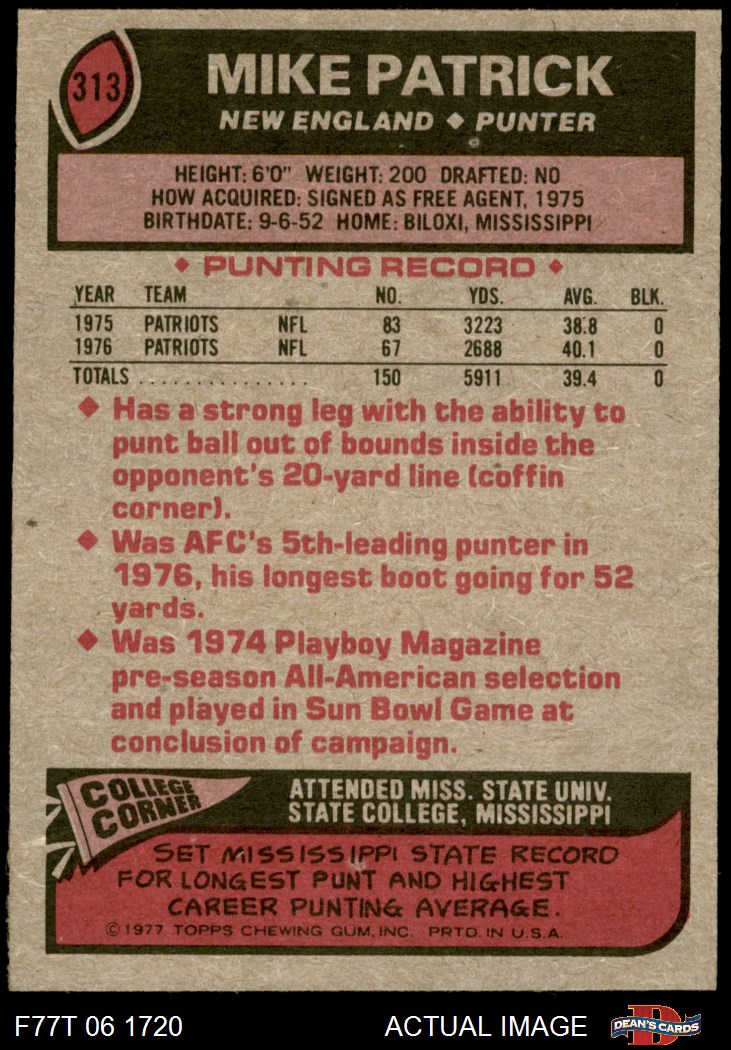 313
MIKE PATRICK
NEW ENGLAND ♦ PUNTER
HEIGHT: 6'0" WEIGHT: 200 DRAFTED: NO
HOW ACQUIRED: SIGNED AS FREE AGENT, 1975
BIRTHDATE: 9-6-52 HOME: BILOXI, MISSISSIPPI
♦ PUNTING RECORD ♦
YEAR TEAM NO. YDS. AVG. BLK.
1975 PATRIOTS NFL 83 3223 38.8 0
1976 PATRIOTS NFL 67 2688 40.1 0
TOTALS . . . . . . . . . . . . . . . 150 5911 39.4 0
♦ Has a strong leg with the ability to
punt ball out of bounds inside the
opponent's 20-yard line (coffin
corner).
♦ Was AFC's 5th-leading punter in
1976, his longest boot going for 52
yards.
♦ Was 1974 Playboy Magazine
pre-season All-American selection
and played in Sun Bowl Game at
conclusion of campaign.
COLLEGE
CORNER
ATTENDED MISS. STATE UNIV.
STATE COLLEGE, MISSISSIPPI
SET MISSISSIPPI STATE RECORD
FOR LONGEST PUNT AND HIGHEST
CAREER PUNTING AVERAGE.
©1977 TOPPS CHEWING GUM, INC. PRTD. IN U.S.A.
F77T 06 1720 ACTUAL IMAGE
D
DEAN'S CARDS